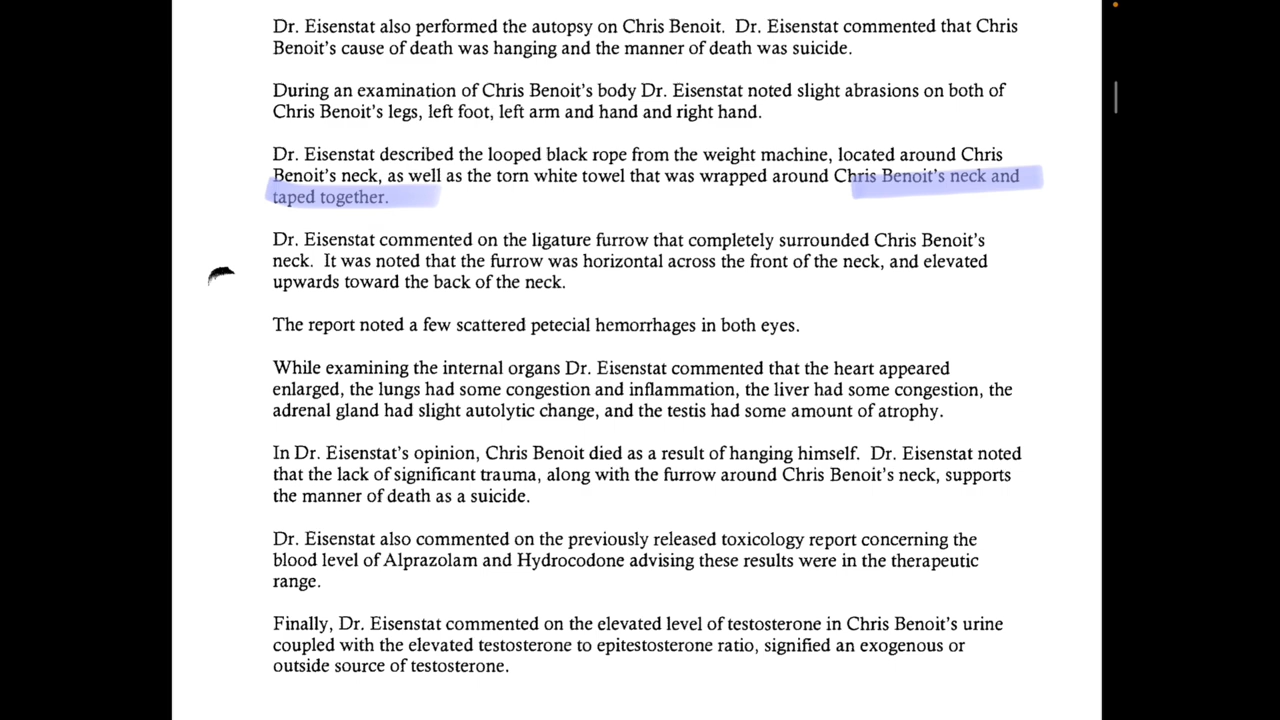 Dr. Eisenstat also performed the autopsy on Chris Benoit.  Dr. Eisenstat commented that Chris
Benoit's cause of death was hanging and the manner of death was suicide.
During an examination of Chris Benoit's body Dr. Eisenstat noted slight abrasions on both of
Chris Benoit's legs, left foot, left arm and hand and right hand.
Dr. Eisenstat described the looped black rope from the weight machine, located around Chris
Benoit's neck, as well as the torn white towel that was wrapped around Chris Benoit's neck and
taped together.
Dr. Eisenstat commented on the ligature furrow that completely surrounded Chris Benoit's
neck.  It was noted that the furrow was horizontal across the front of the neck, and elevated
upwards toward the back of the neck.
The report noted a few scattered petecial hemorrhages in both eyes.
While examining the internal organs Dr. Eisenstat commented that the heart appeared
enlarged, the lungs had some congestion and inflammation, the liver had some congestion, the
adrenal gland had slight autolytic change, and the testis had some amount of atrophy.
In Dr. Eisenstat's opinion, Chris Benoit died as a result of hanging himself.  Dr. Eisenstat noted
that the lack of significant trauma, along with the furrow around Chris Benoit's neck, supports
the manner of death as a suicide.
Dr. Eisenstat also commented on the previously released toxicology report concerning the
blood level of Alprazolam and Hydrocodone advising these results were in the therapeutic
range.
Finally, Dr. Eisenstat commented on the elevated level of testosterone in Chris Benoit's urine
coupled with the elevated testosterone to epitestosterone ratio, signified an exogenous or
outside source of testosterone.